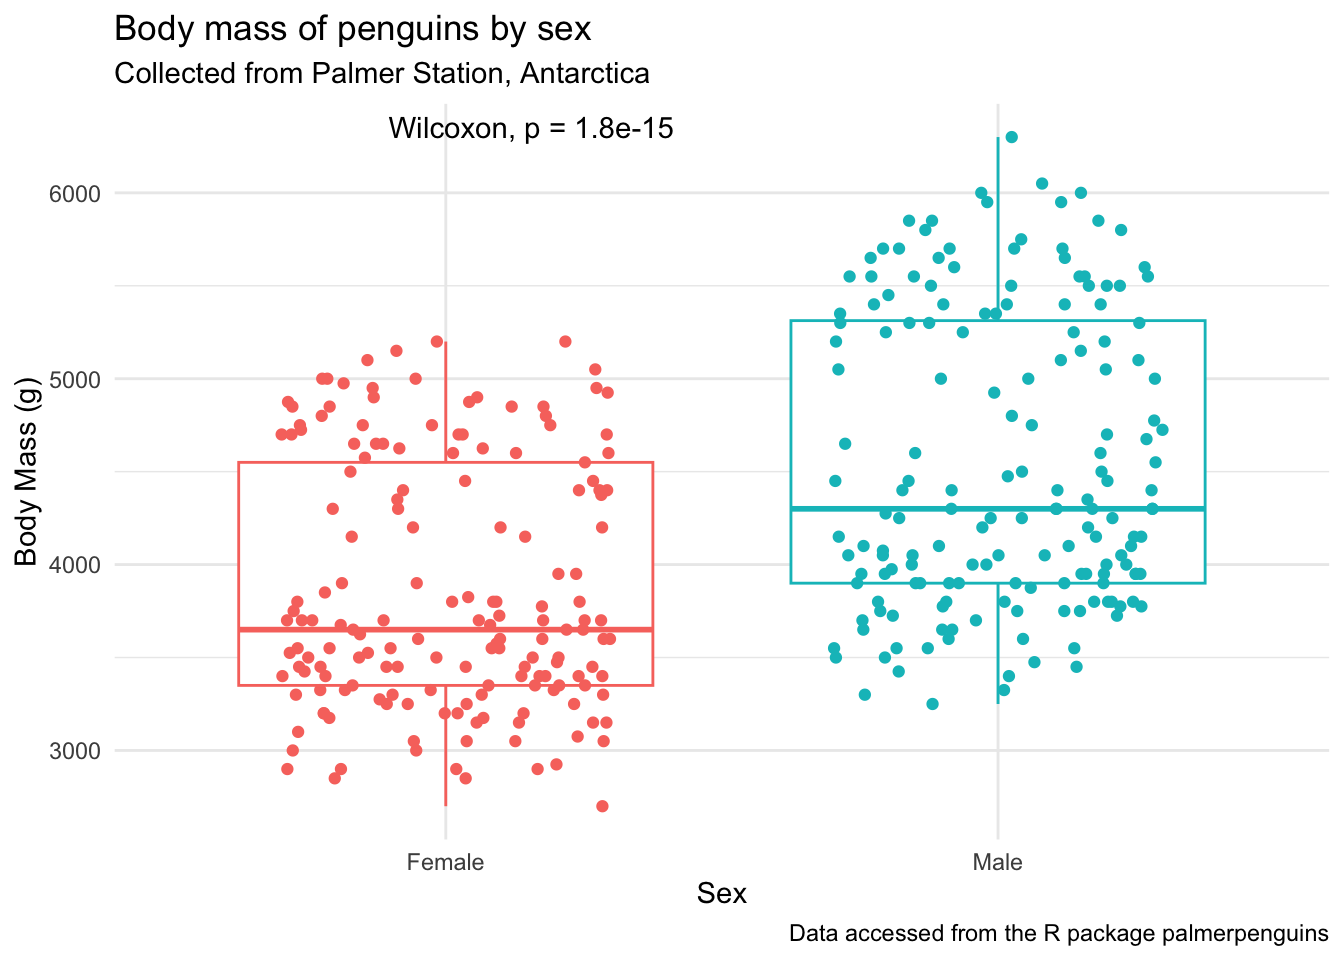 Body mass of penguins by sex
Collected from Palmer Station, Antarctica
Wilcoxon, p = 1.8e-15
6000
5000
4000
3000
Body Mass (g)
Female
Male
Sex
Data accessed from the R package palmerpenguins